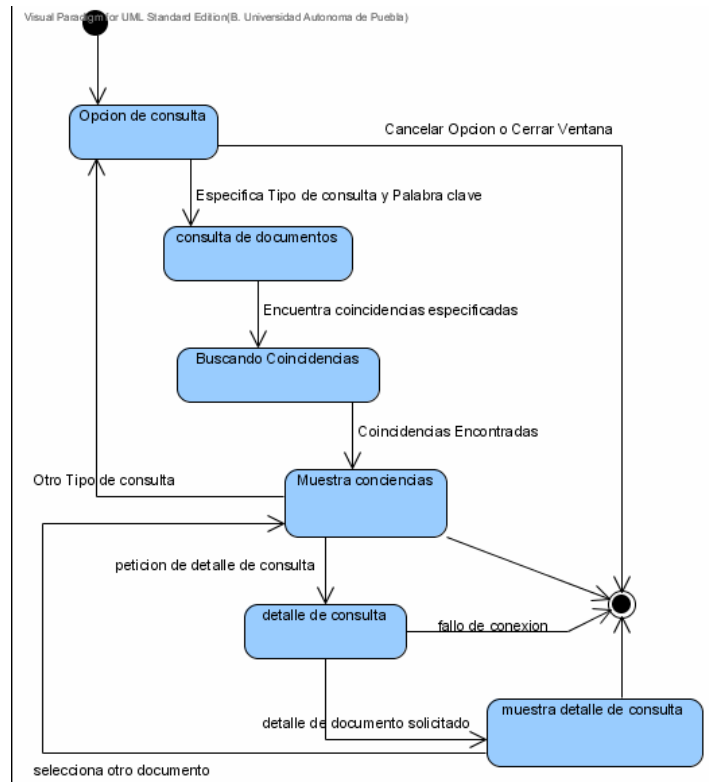 Visual Paradigm for UML Standard Edition(B. Universidad Autonoma de Puebla)
Opcion de consulta
Cancelar Opcion o Cerrar Ventana
Especifica Tipo de consulta y Palabra clave
consulta de documentos
Encuentra coincidencias especificadas
Buscando Coincidencias
Coincidencias Encontradas
Otro Tipo de consulta
Muestra conciencias
peticion de detalle de consulta
detalle de consulta
fallo de conexion
muestra detalle de consulta
detalle de documento solicitado
selecciona otro documento